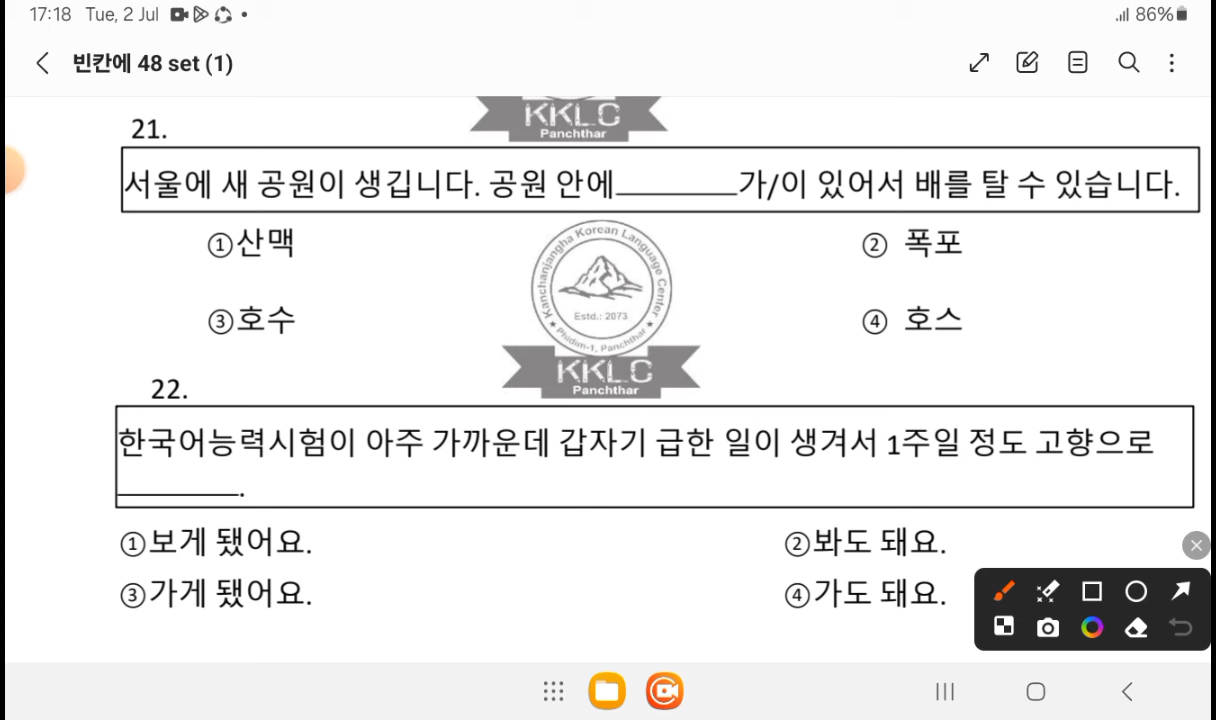 17:18 Tue, 2 Jul
86%
빈칸에 48 set (1)
KKLC
Panchthar
21.
서울에 새 공원이 생깁니다. 공원 안에________가/이 있어서 배를 탈 수 있습니다.
①산맥
② 폭포
③호수
④ 호스
Kanchanjangha Korean Language Center
Estd.: 2073
Phidim-1, Panchthar
KKLC
Panchthar
22.
한국어능력시험이 아주 가까운데 갑자기 급한 일이 생겨서 1주일 정도 고향으로
________.
①보게 됐어요.
②봐도 돼요.
③가게 됐어요.
④가도 돼요.